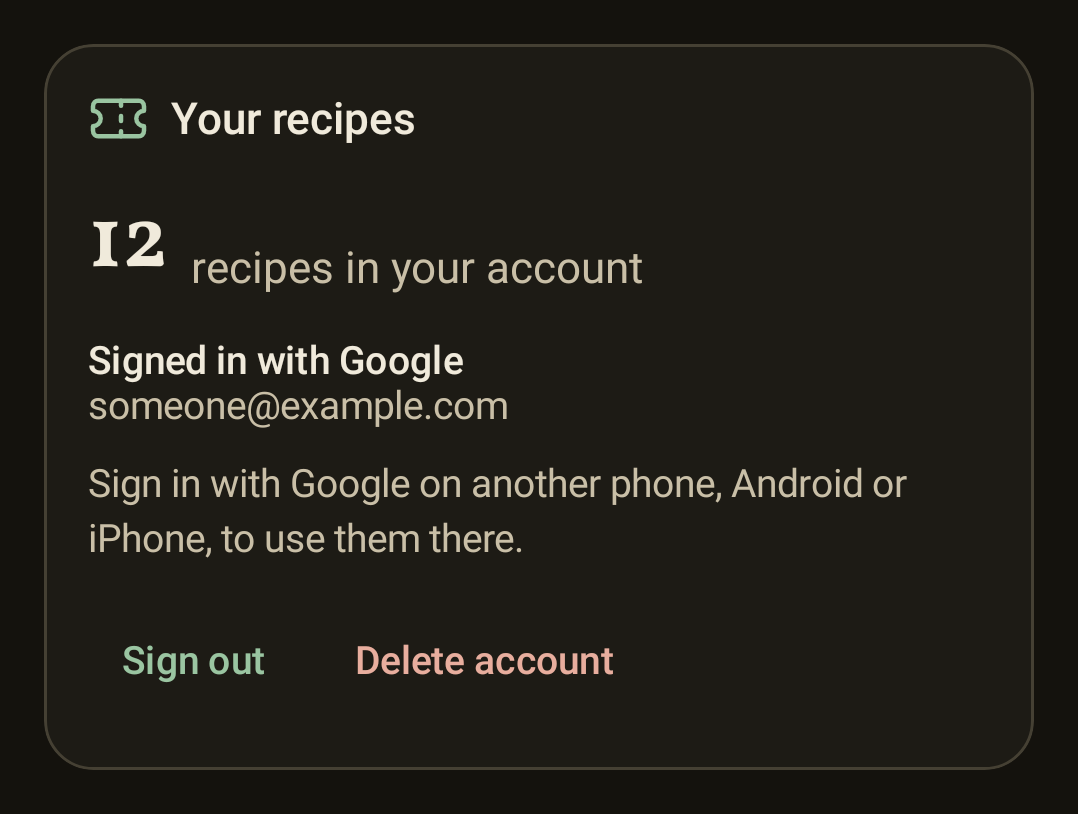 Your recipes
12 recipes in your account
Signed in with Google
someone@example.com
Sign in with Google on another phone, Android or
iPhone, to use them there.
Sign out Delete account